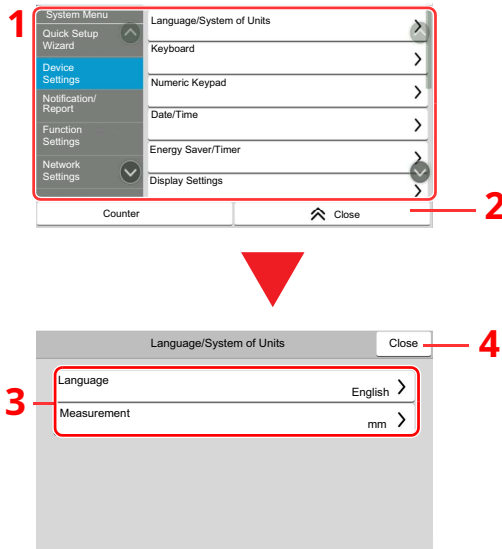 1
System Menu
Quick Setup
Wizard
Device
Settings
Notification/
Report
Function
Settings
Network
Settings
Language/System of Units
Keyboard
Numeric Keypad
Date/Time
Energy Saver/Timer
Display Settings
Counter
Close
2
Language/System of Units
Close
4
3
Language
English
Measurement
mm